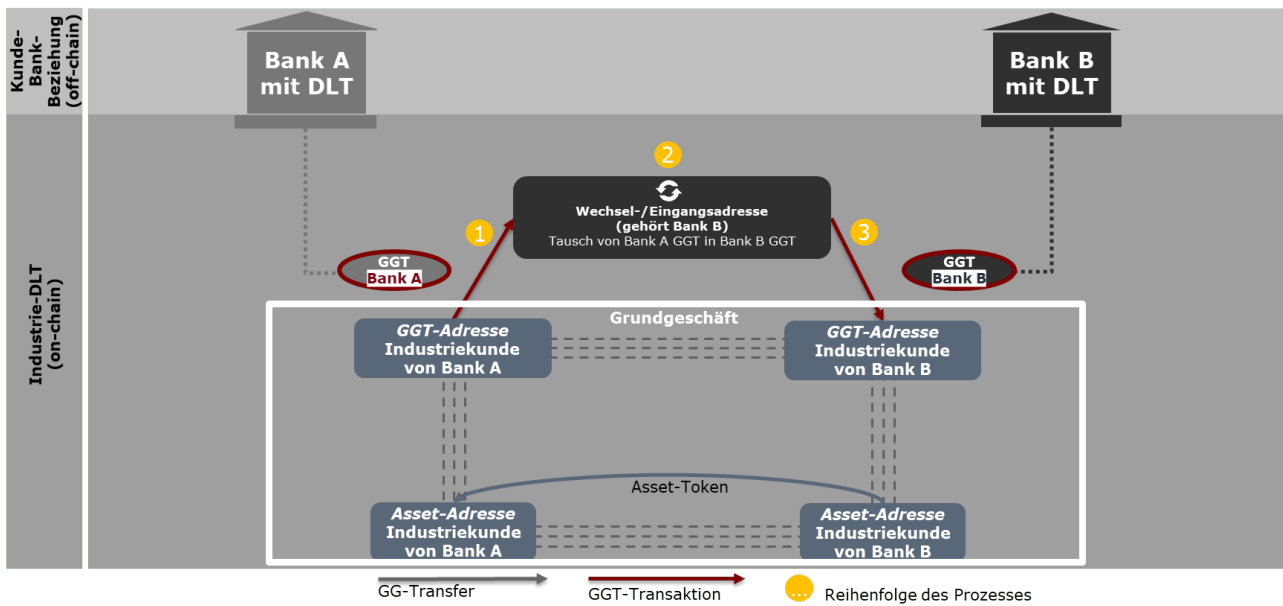 Kunde-
Bank-
Beziehung
(off-chain)
Bank A
mit DLT
Bank B
mit DLT
Industrie-DLT
(on-chain)
2
Wechsel-/Eingangsadresse
(gehört Bank B)
Tausch von Bank A GGT in Bank B GGT
1
3
GGT
Bank A
GGT
Bank B
Grundgeschäft
GGT-Adresse
Industriekunde
von Bank A
GGT-Adresse
Industriekunde
von Bank B
Asset-Token
Asset-Adresse
Industriekunde
von Bank A
Asset-Adresse
Industriekunde
von Bank B
GG-Transfer
GGT-Transaktion
... Reihenfolge des Prozesses